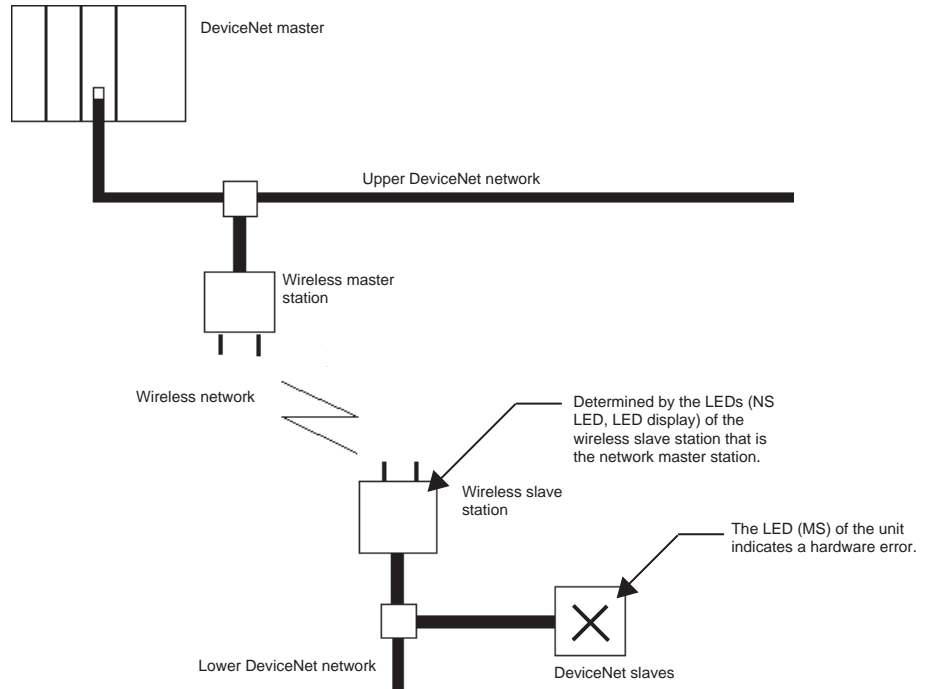 DeviceNet master
Upper DeviceNet network
Wireless master
station
Wireless network
Determined by the LEDs (NS
LED, LED display) of the
wireless slave station that is
the network master station.
Wireless slave
station
The LED (MS) of the unit
indicates a hardware error.
Lower DeviceNet network
DeviceNet slaves